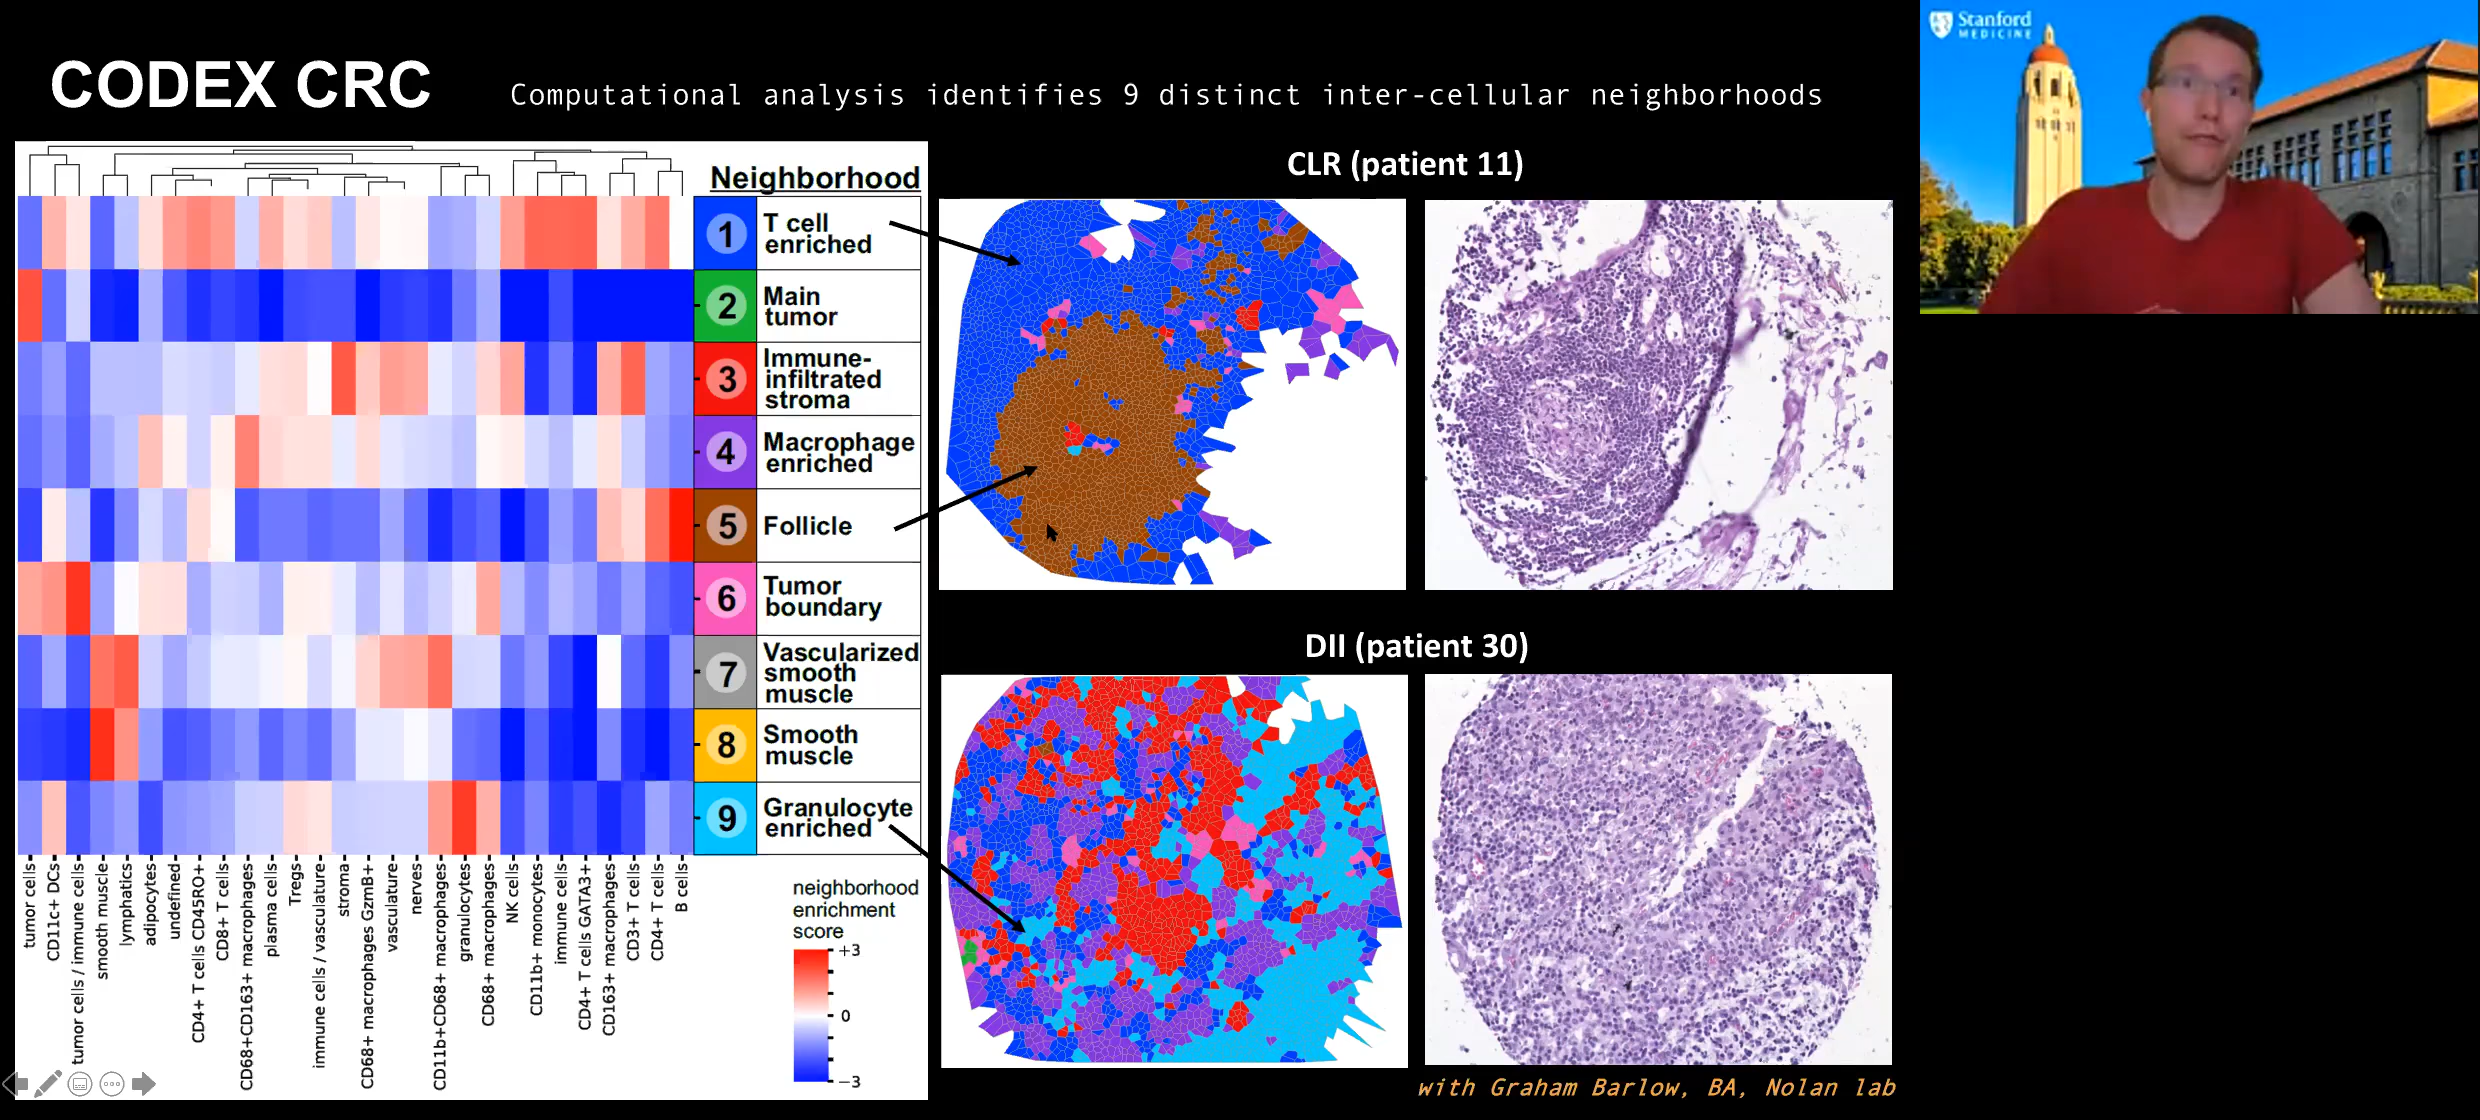 CODEX CRC
Computational analysis identifies 9 distinct inter-cellular neighborhoods
Stanford
MEDICINE
Neighborhood
1 T cell
enriched
2 Main
tumor
3 Immune-
infiltrated
stroma
4 Macrophage
enriched
5 Follicle
6 Tumor
boundary
7 Vascularized
smooth
muscle
8 Smooth
muscle
9 Granulocyte
enriched
tumor cells
CD11c+ DCs
tumor cells / immune cells
smooth muscle
lymphatics
adipocytes
undefined
CD4+ T cells CD45RO+
CD8+ T cells
CD68+CD163+ macrophages
plasma cells
Tregs
immune cells / vasculature
stroma
CD68+ macrophages GzmB+
vasculature
nerves
CD11b+CD68+ macrophages
granulocytes
CD68+ macrophages
NK cells
CD11b+ monocytes
immune cells
CD4+ T cells GATA3+
CD163+ macrophages
CD3+ T cells
CD4+ T cells
B cells
neighborhood
enrichment
score
+3
0
−3
CLR (patient 11)
DII (patient 30)
with Graham Barlow, BA, Nolan lab